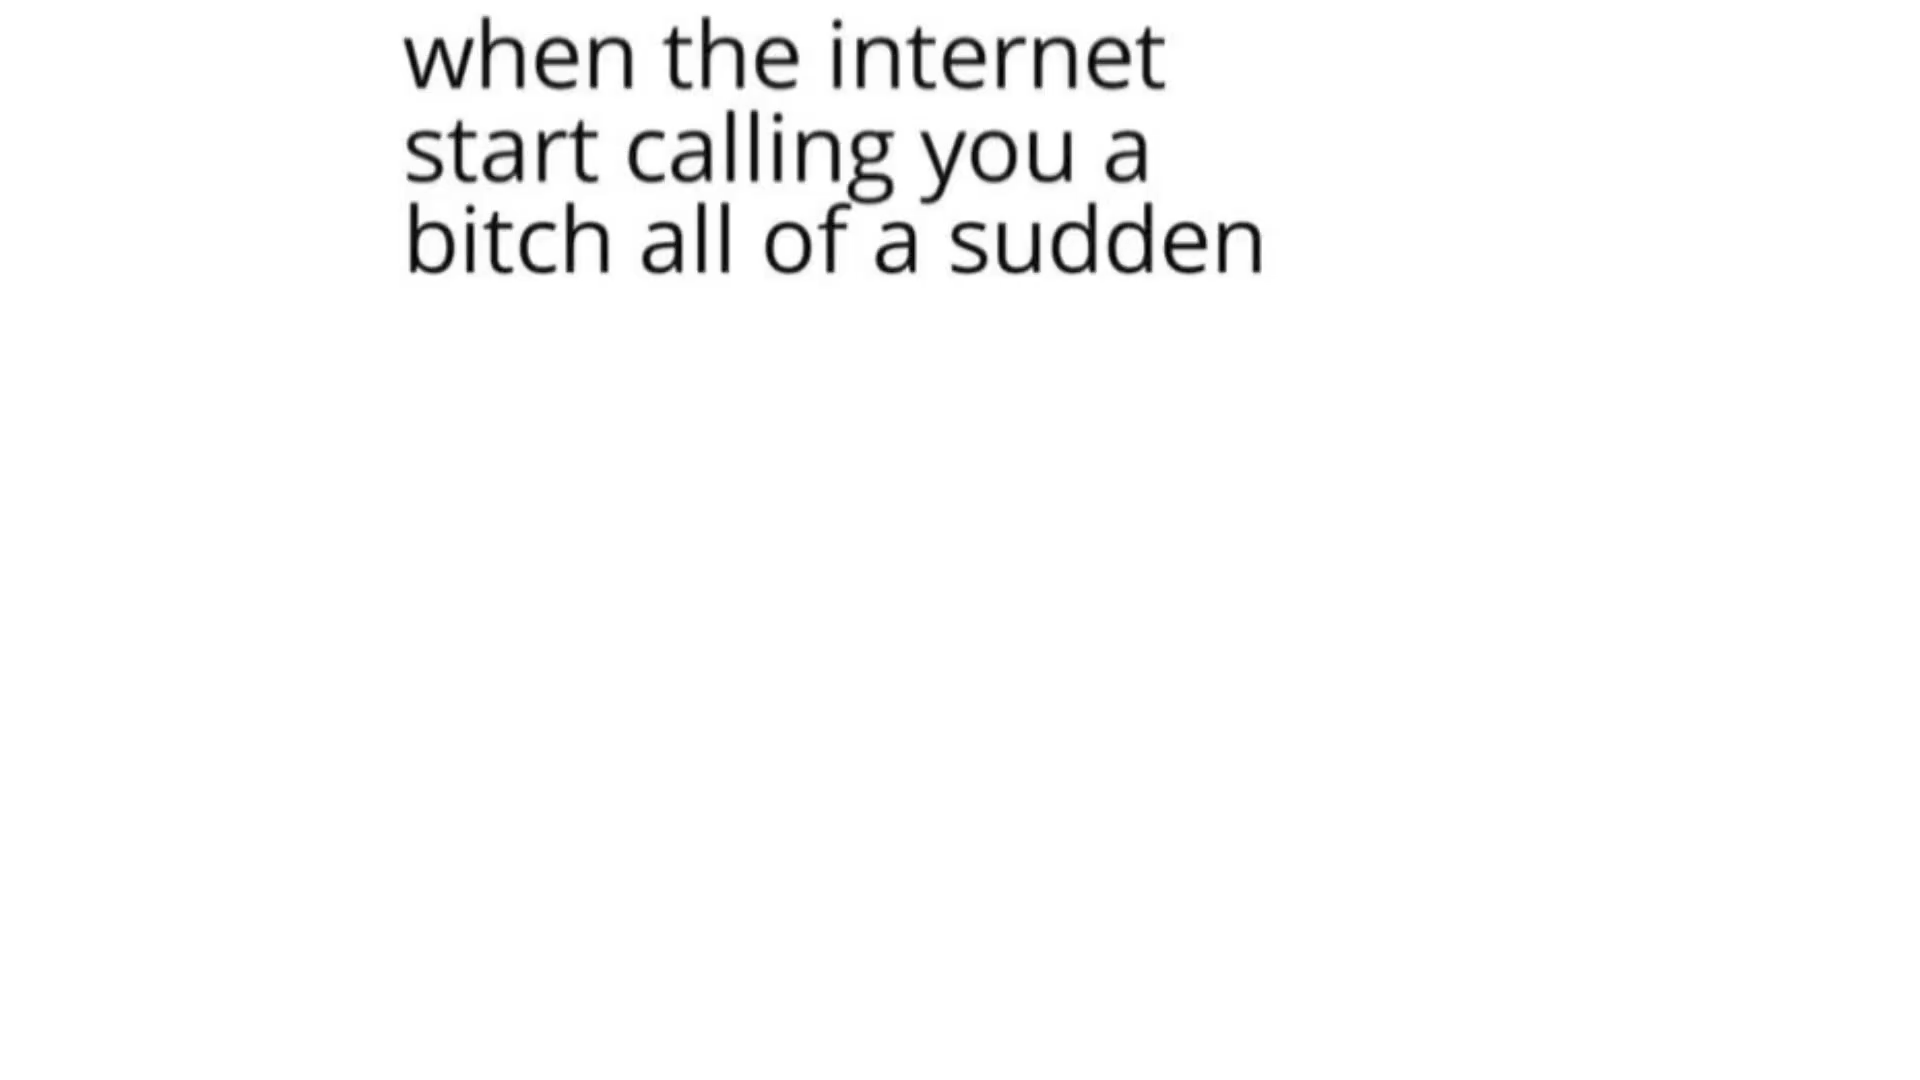 when the internet
start calling you a
bitch all of a sudden